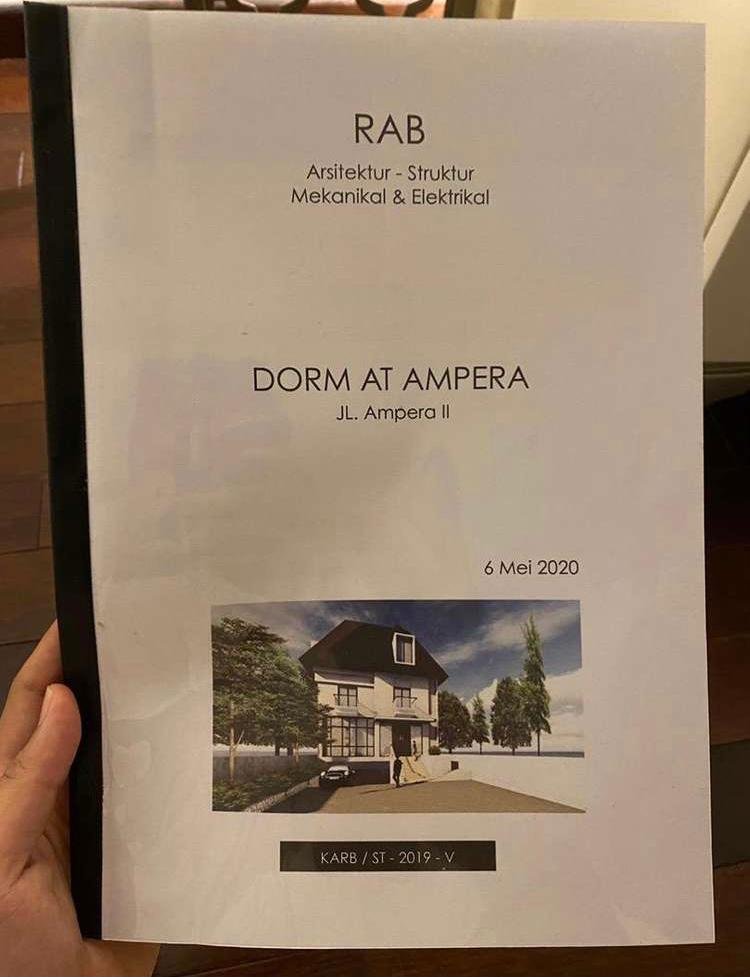 RAB
Arsitektur - Struktur
Mekanikal & Elektrikal
DORM AT AMPERA
JL. Ampera II
6 Mei 2020
KARB / ST - 2019 - V